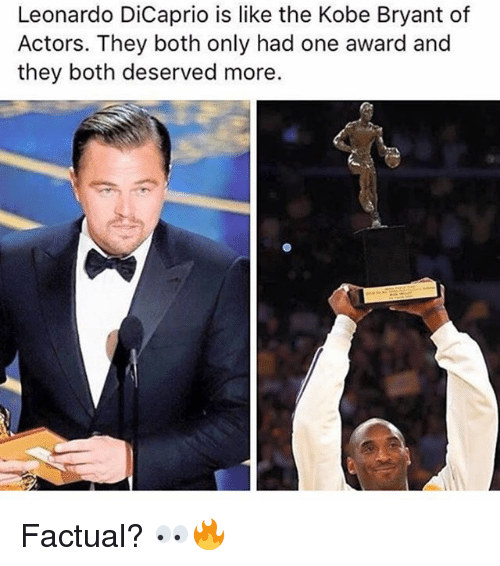 Leonardo DiCaprio is like the Kobe Bryant of
Actors. They both only had one award and
they both deserved more.
Factual? 👀🔥